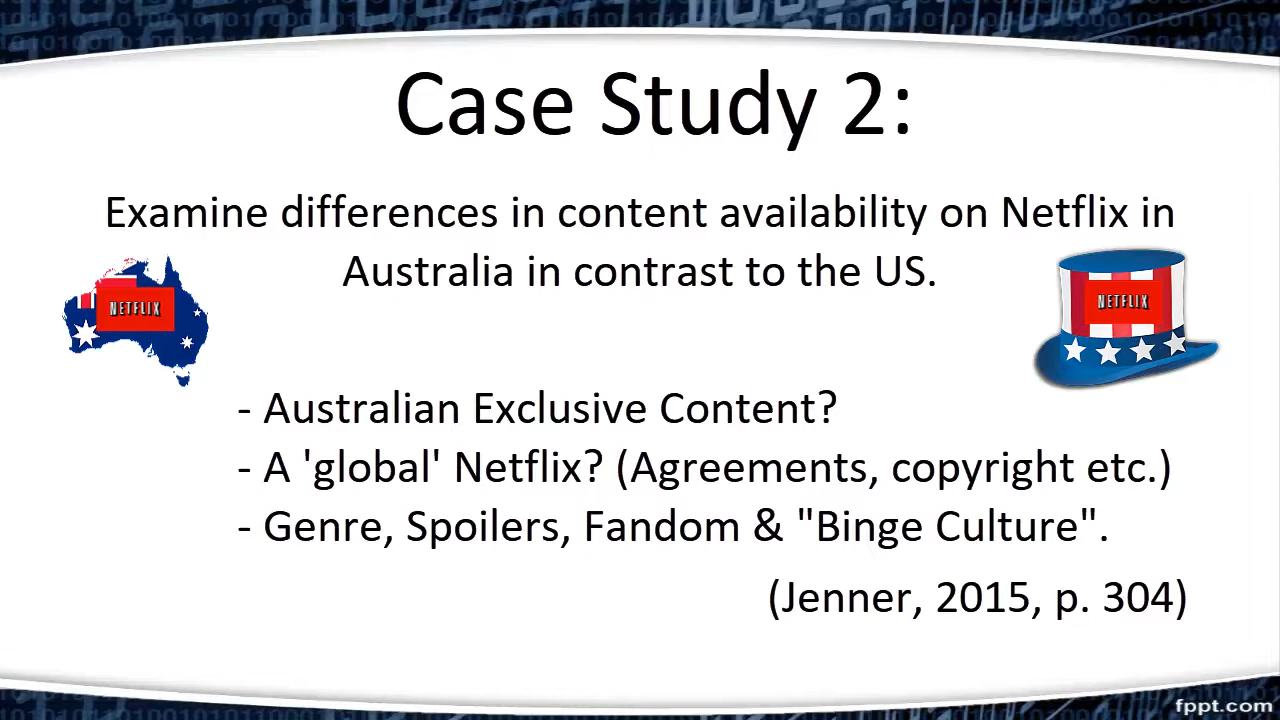 Case Study 2:
Examine differences in content availability on Netflix in
Australia in contrast to the US.
NETFLIX
NETFLIX
- Australian Exclusive Content?
- A 'global' Netflix? (Agreements, copyright etc.)
- Genre, Spoilers, Fandom & "Binge Culture".
(Jenner, 2015, p. 304)
fppt.com